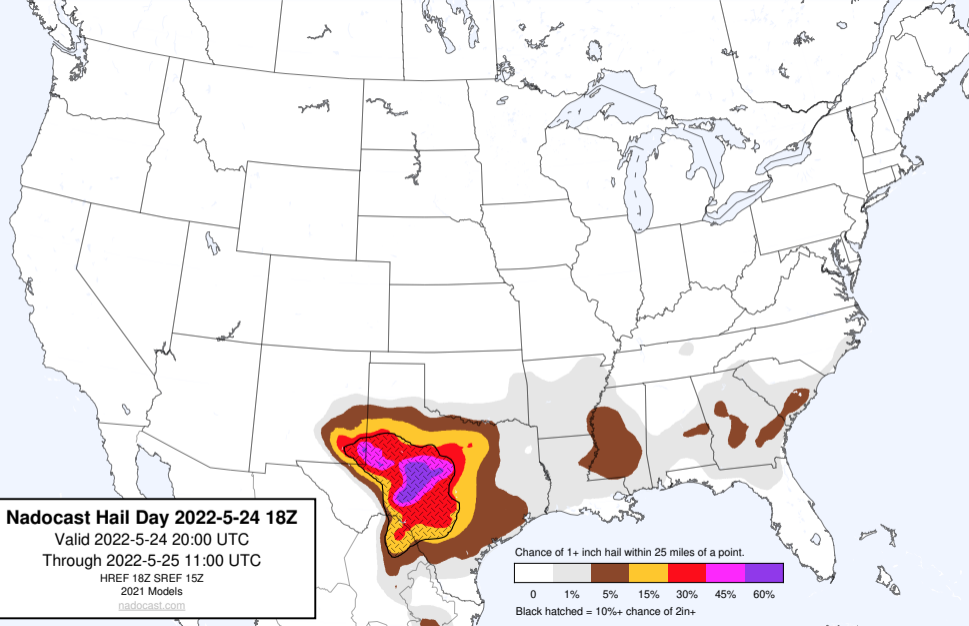 Nadocast Hail Day 2022-5-24 18Z
Valid 2022-5-24 20:00 UTC
Through 2022-5-25 11:00 UTC
HREF 18Z SREF 15Z
2021 Models
nadocast.com
Chance of 1+ inch hail within 25 miles of a point.
0 1% 5% 15% 30% 45% 60%
Black hatched = 10%+ chance of 2in+